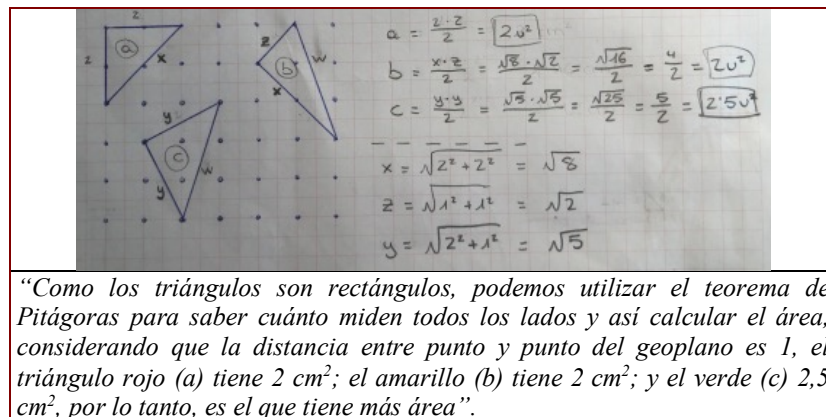 2
2
a
x
z
b
w
x
y
c
w
y
a = 2·2/2 = 2u²
b = x·z/2 = √8·√2/2 = √16/2 = 4/2 = 2u²
c = y·y/2 = √5·√5/2 = √25/2 = 5/2 = 2'5u²
x = √2²+2² = √8
z = √1²+1² = √2
y = √2²+1² = √5
“Como los triángulos son rectángulos, podemos utilizar el teorema de
Pitágoras para saber cuánto miden todos los lados y así calcular el área,
considerando que la distancia entre punto y punto del geoplano es 1, el
triángulo rojo (a) tiene 2 cm²; el amarillo (b) tiene 2 cm²; y el verde (c) 2,5
cm², por lo tanto, es el que tiene más área”.